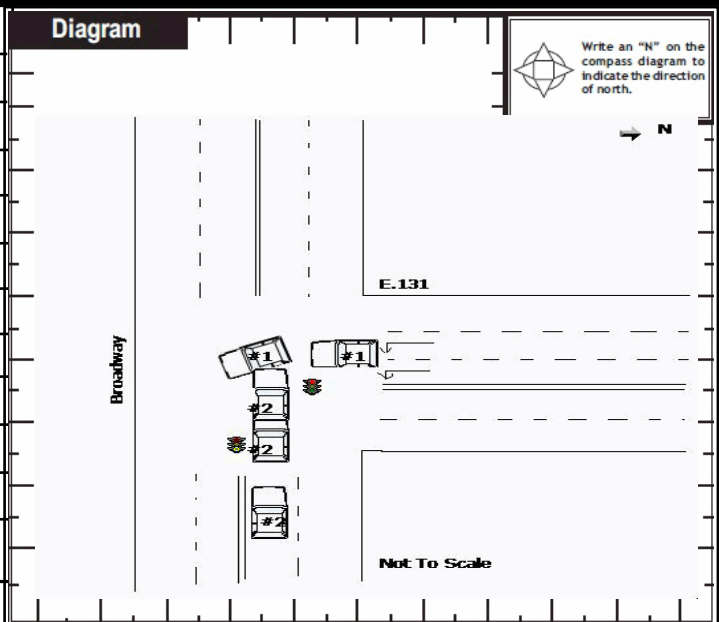 Diagram
Write an “N” on the
compass diagram to
indicate the direction
of north.
N
E.131
Broadway
#1
#1
#2
#2
#2
Not To Scale